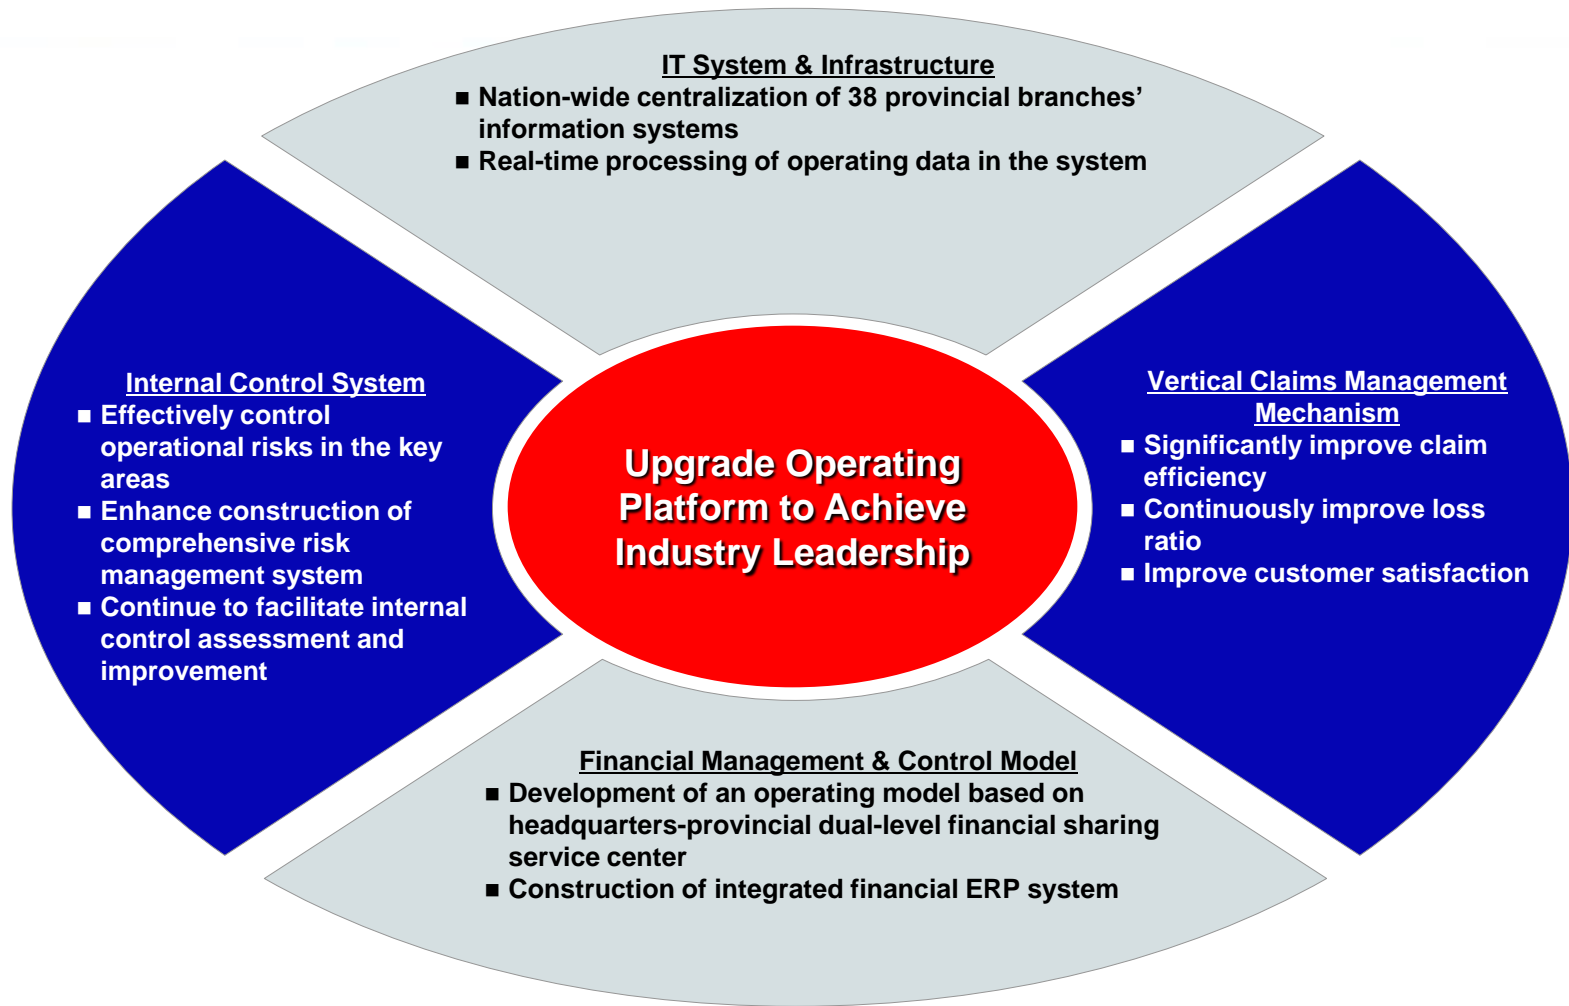 IT System & Infrastructure
■ Nation-wide centralization of 38 provincial branches’
information systems
■ Real-time processing of operating data in the system
Internal Control System
■ Effectively control
operational risks in the key
areas
■ Enhance construction of
comprehensive risk
management system
■ Continue to facilitate internal
control assessment and
improvement
Upgrade Operating
Platform to Achieve
Industry Leadership
Vertical Claims Management
Mechanism
■ Significantly improve claim
efficiency
■ Continuously improve loss
ratio
■ Improve customer satisfaction
Financial Management & Control Model
■ Development of an operating model based on
headquarters-provincial dual-level financial sharing
service center
■ Construction of integrated financial ERP system